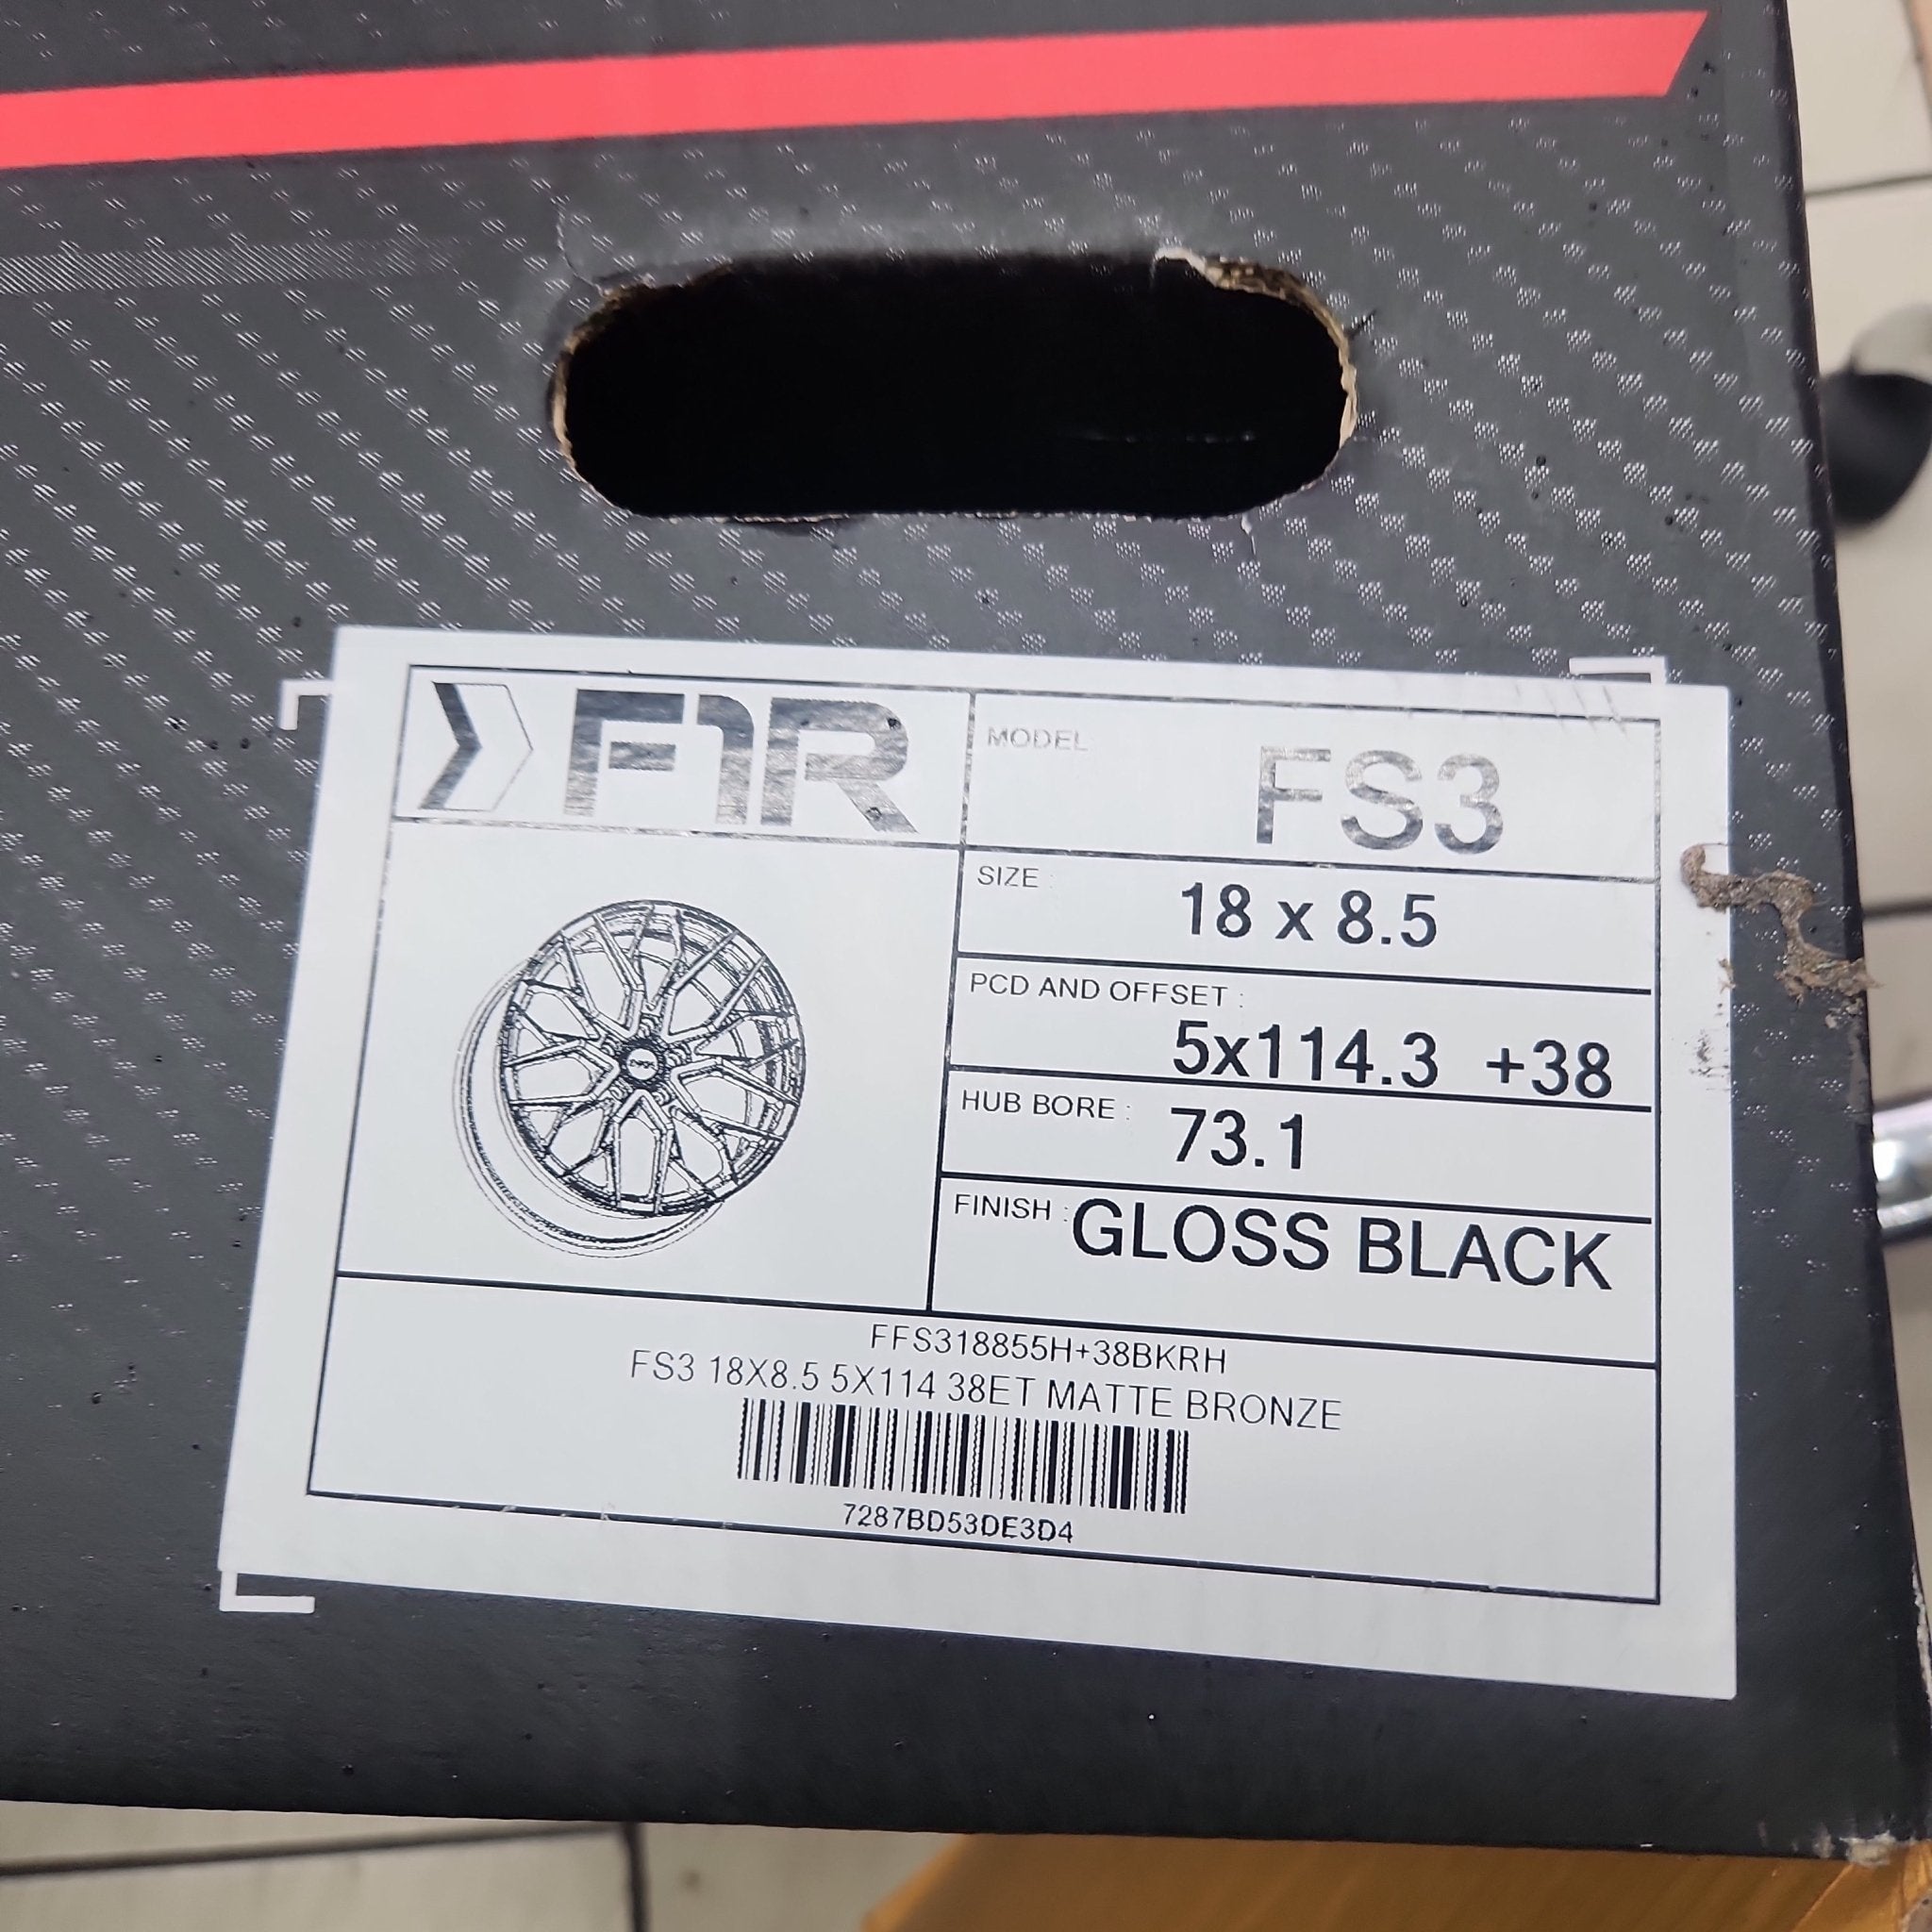 F1R
MODEL
FS3
SIZE :
18 x 8.5
PCD AND OFFSET :
5x114.3 +38
HUB BORE :
73.1
FINISH :
GLOSS BLACK
FFS318855H+38BKRH
FS3 18X8.5 5X114 38ET MATTE BRONZE
7287BD53DE3D4